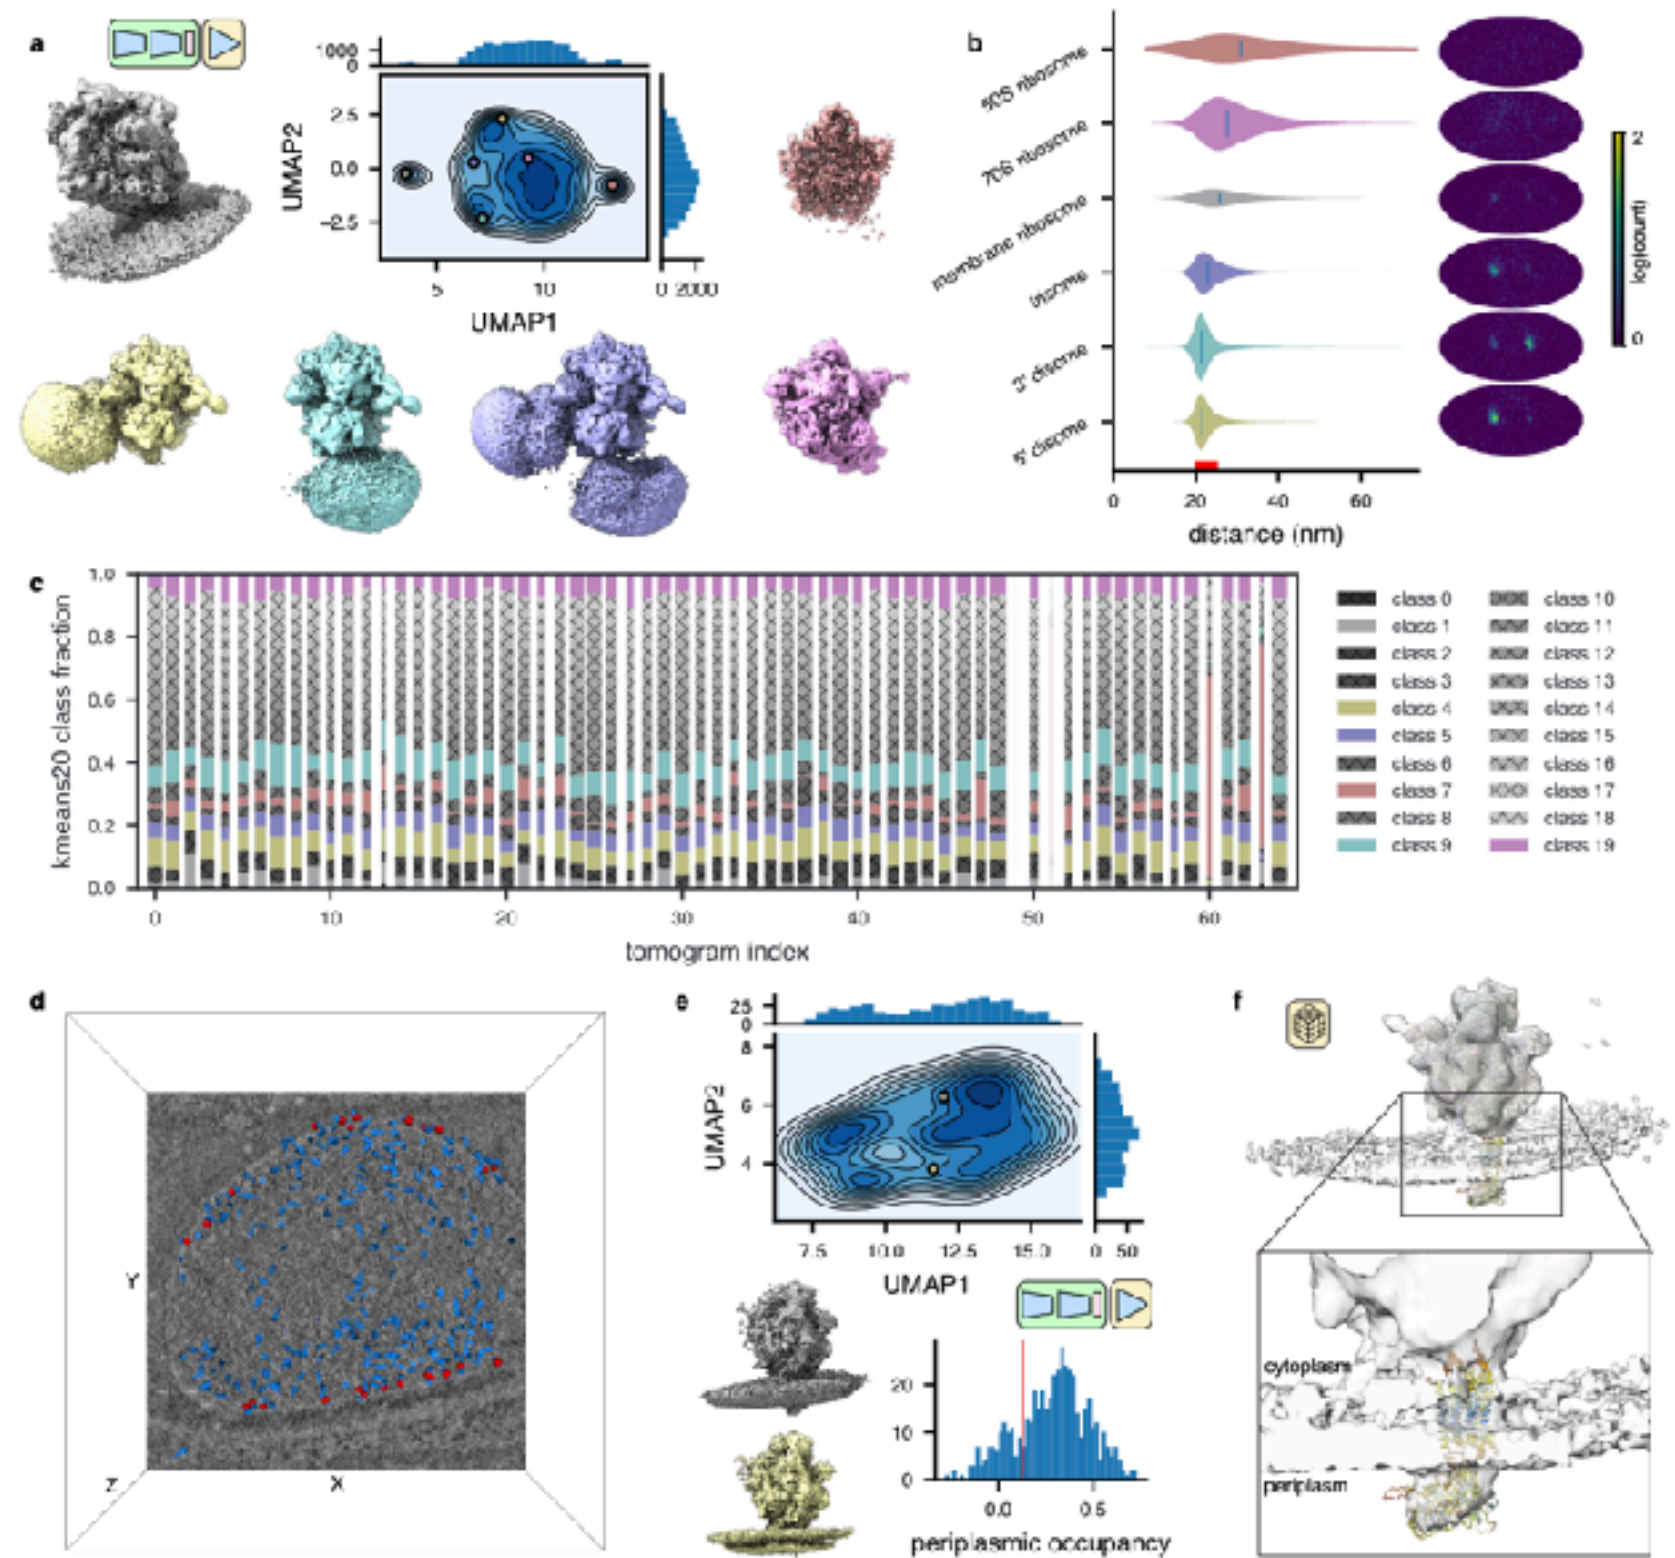 a
1000
0
UMAP2
2.5
0.0
−2.5
5
10
0 2000
UMAP1
b
50S ribosome
70S ribosome
membrane ribosome
trisome
3' disome
5' disome
0
20
40
60
distance (nm)
2
0
log(count)
c
kmeans20 class fraction
1.0
0.8
0.6
0.4
0.2
0.0
0
10
20
30
40
50
60
tomogram index
class 0
class 1
class 2
class 3
class 4
class 5
class 6
class 7
class 8
class 9
class 10
class 11
class 12
class 13
class 14
class 15
class 16
class 17
class 18
class 19
d
Y
Z
X
e
25
0
UMAP2
8
6
4
7.5
10.0
12.5
15.0
0 50
UMAP1
20
10
0
0.0
0.5
periplasmic occupancy
f
cytoplasm
periplasm